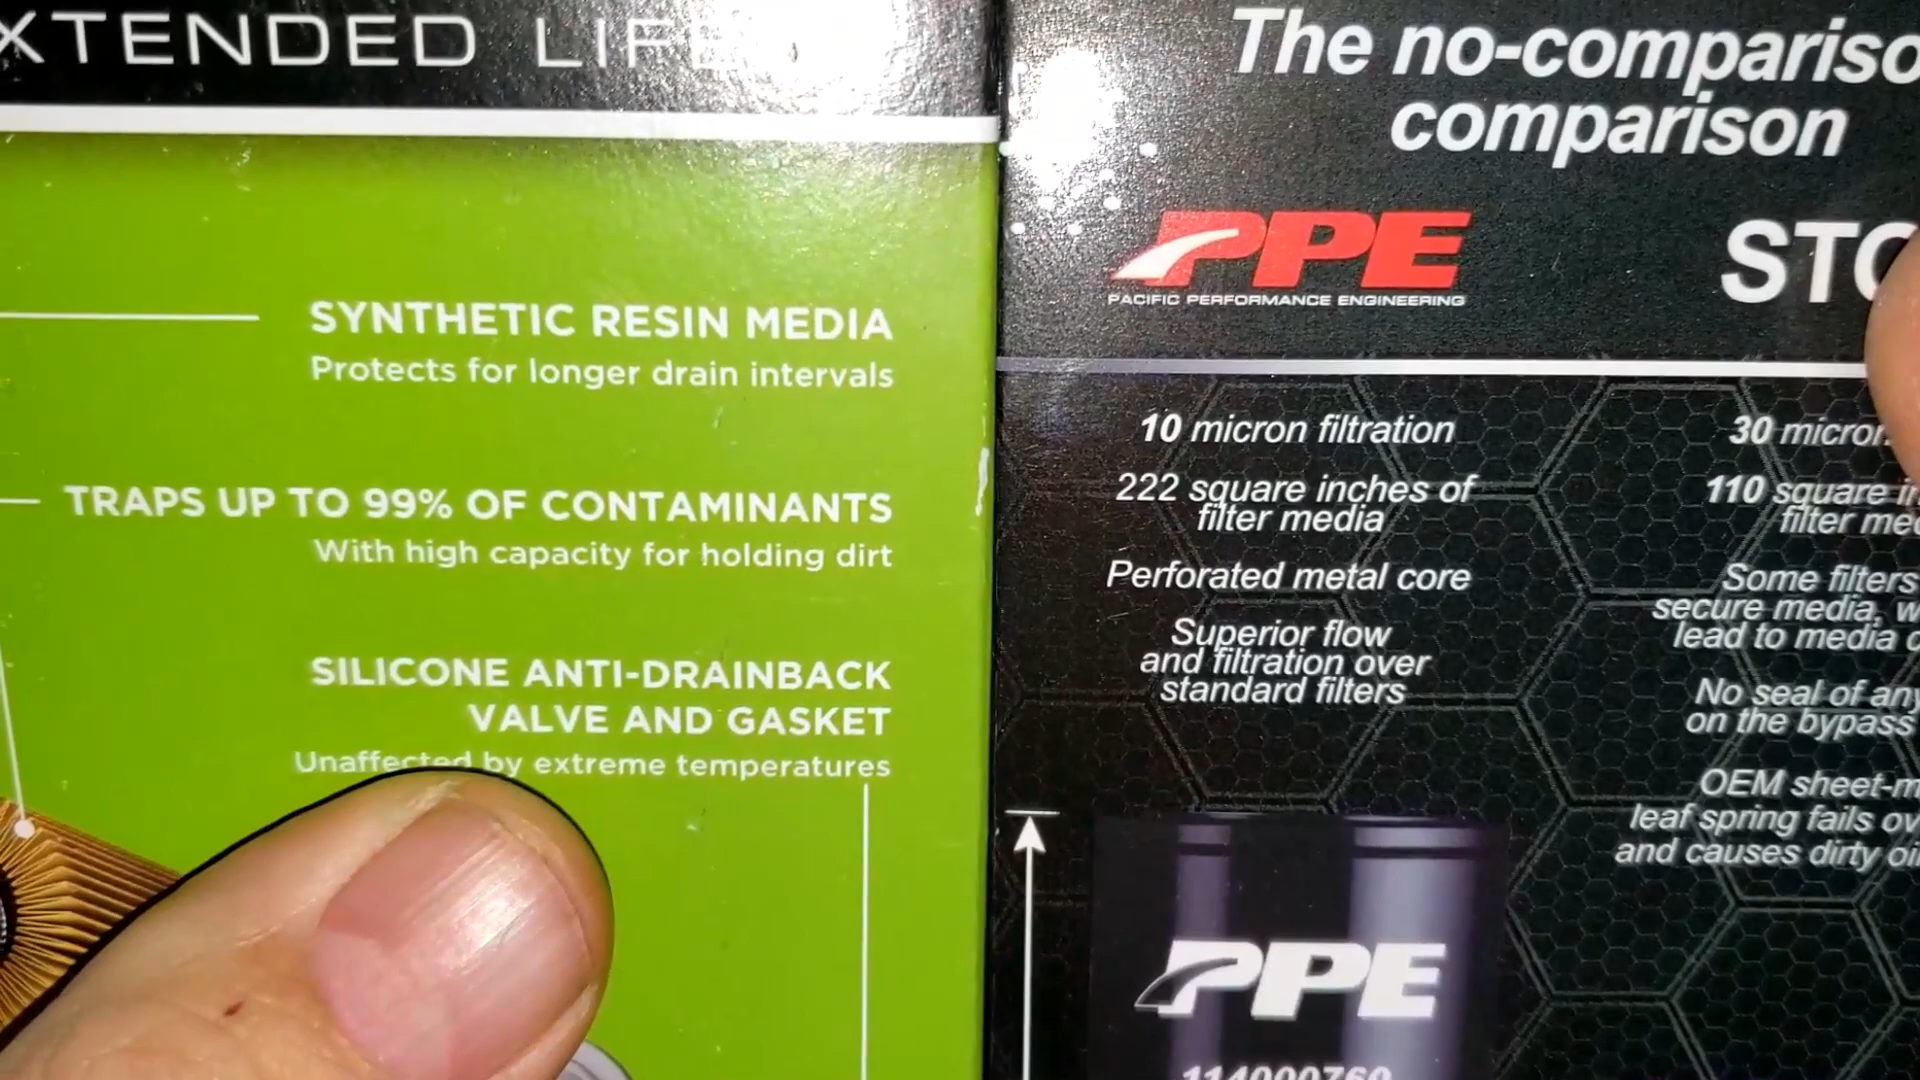 XTENDED LIFE
SYNTHETIC RESIN MEDIA
Protects for longer drain intervals
TRAPS UP TO 99% OF CONTAMINANTS
With high capacity for holding dirt
SILICONE ANTI-DRAINBACK
VALVE AND GASKET
Unaffected by extreme temperatures
The no-compariso
comparison
PPE
PACIFIC PERFORMANCE ENGINEERING
10 micron filtration
222 square inches of
filter media
Perforated metal core
Superior flow
and filtration over
standard filters
PPE
STO
30 micron
110 square in
filter med
Some filters
secure media, w
lead to media
No seal of any
on the bypass
OEM sheet-m
leaf spring fails ov
and causes dirty oi